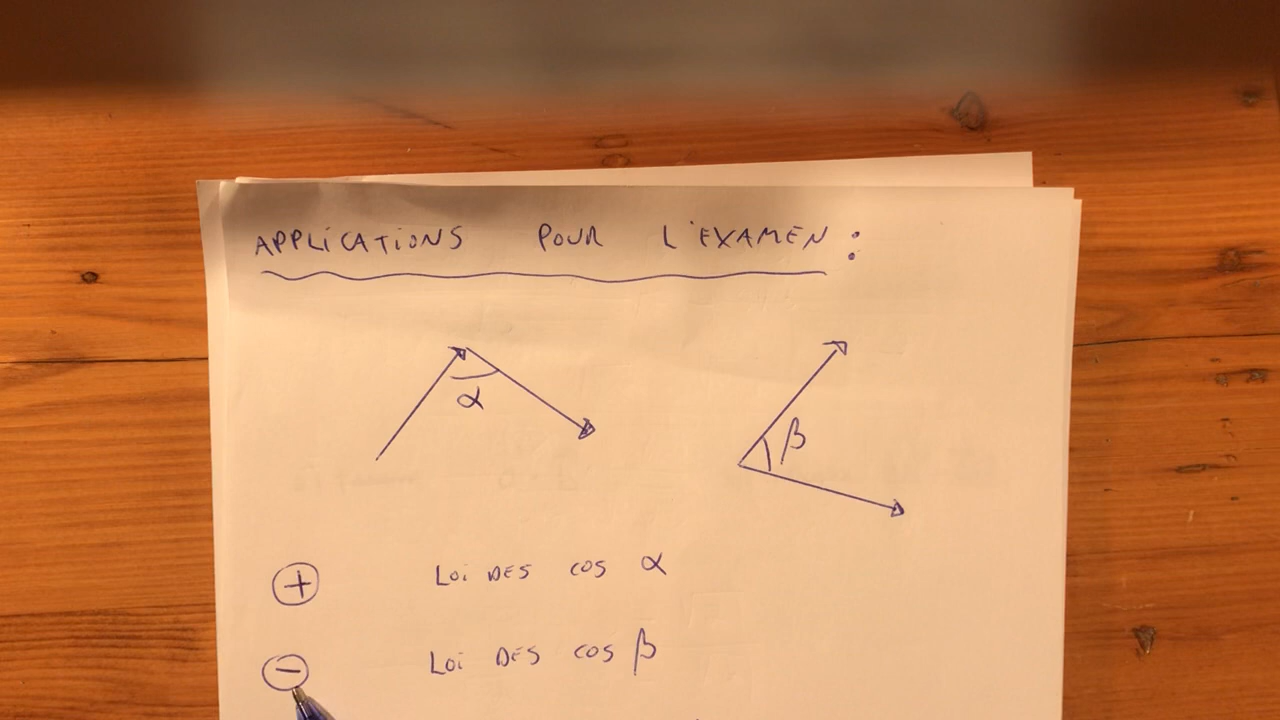 APPLICATIONS POUR L'EXAMEN :
α
β
+ LOI DES COS α
- LOI DES COS β